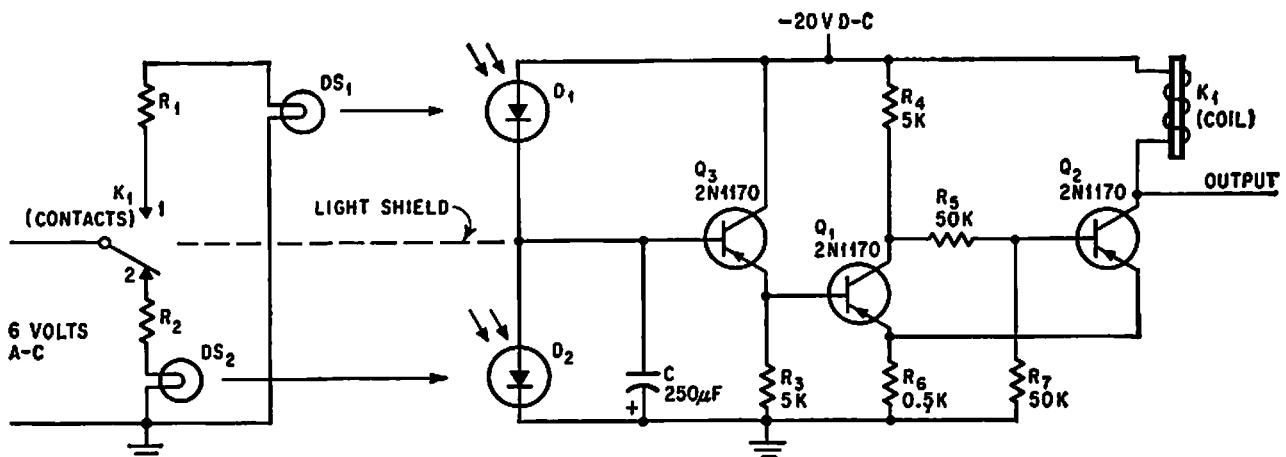 -20V D-C
DS1
R1
D1
R4
5K
K1
(COIL)
K1
(CONTACTS)
1
LIGHT SHIELD
Q3
2N1170
Q2
2N1170
OUTPUT
R5
50K
Q1
2N1170
2
R2
6 VOLTS
A-C
DS2
D2
C
250µF
+
R3
5K
R6
0.5K
R7
50K